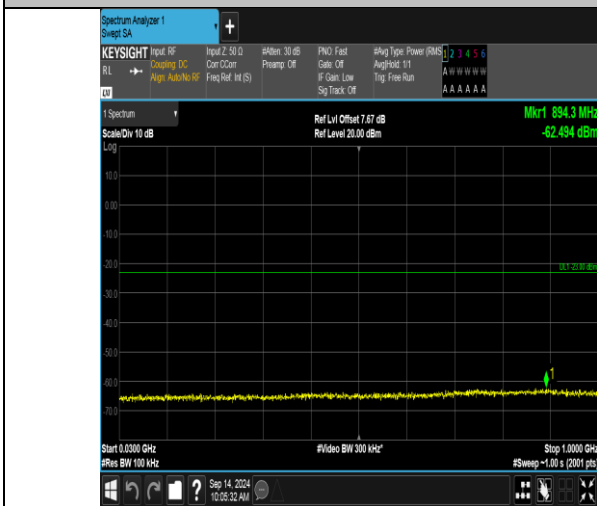 Spectrum Analyzer 1
Swept SA
+
KEYSIGHT
RL
Input: RF
Coupling: DC
Align: Auto/No RF
Input Z: 50 Ω
Corr CCorr
Freq Ref: Int (S)
#Atten: 30 dB
Preamp: Off
PNO: Fast
Gate: Off
IF Gain: Low
Sig Track: Off
#Avg Type: Power (RMS)
Avg|Hold: 1/1
Trig: Free Run
1 2 3 4 5 6
A W W W W W
A A A A A A
1 Spectrum
Scale/Div 10 dB
Log
Ref Lvl Offset 7.67 dB
Ref Level 20.00 dBm
Mkr1 894.3 MHz
-62.494 dBm
10.0
0.00
-10.0
-20.0
DL1 -23.00 dBm
-30.0
-40.0
-50.0
1
-60.0
-70.0
Start 0.0300 GHz
#Res BW 100 kHz
#Video BW 300 kHz*
Stop 1.0000 GHz
#Sweep ~1.00 s (2001 pts)
?
Sep 14, 2024
10:05:32 AM